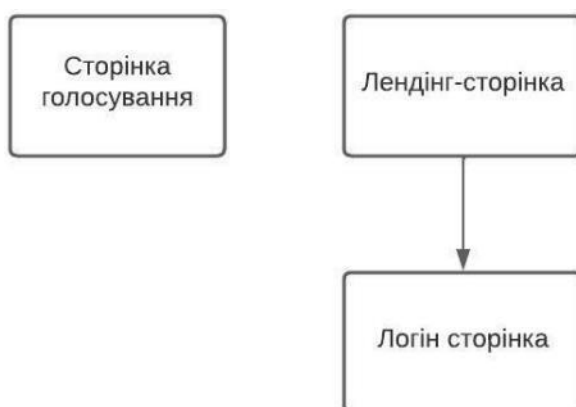 Сторінка
голосування
Лендінг-сторінка
Логін сторінка